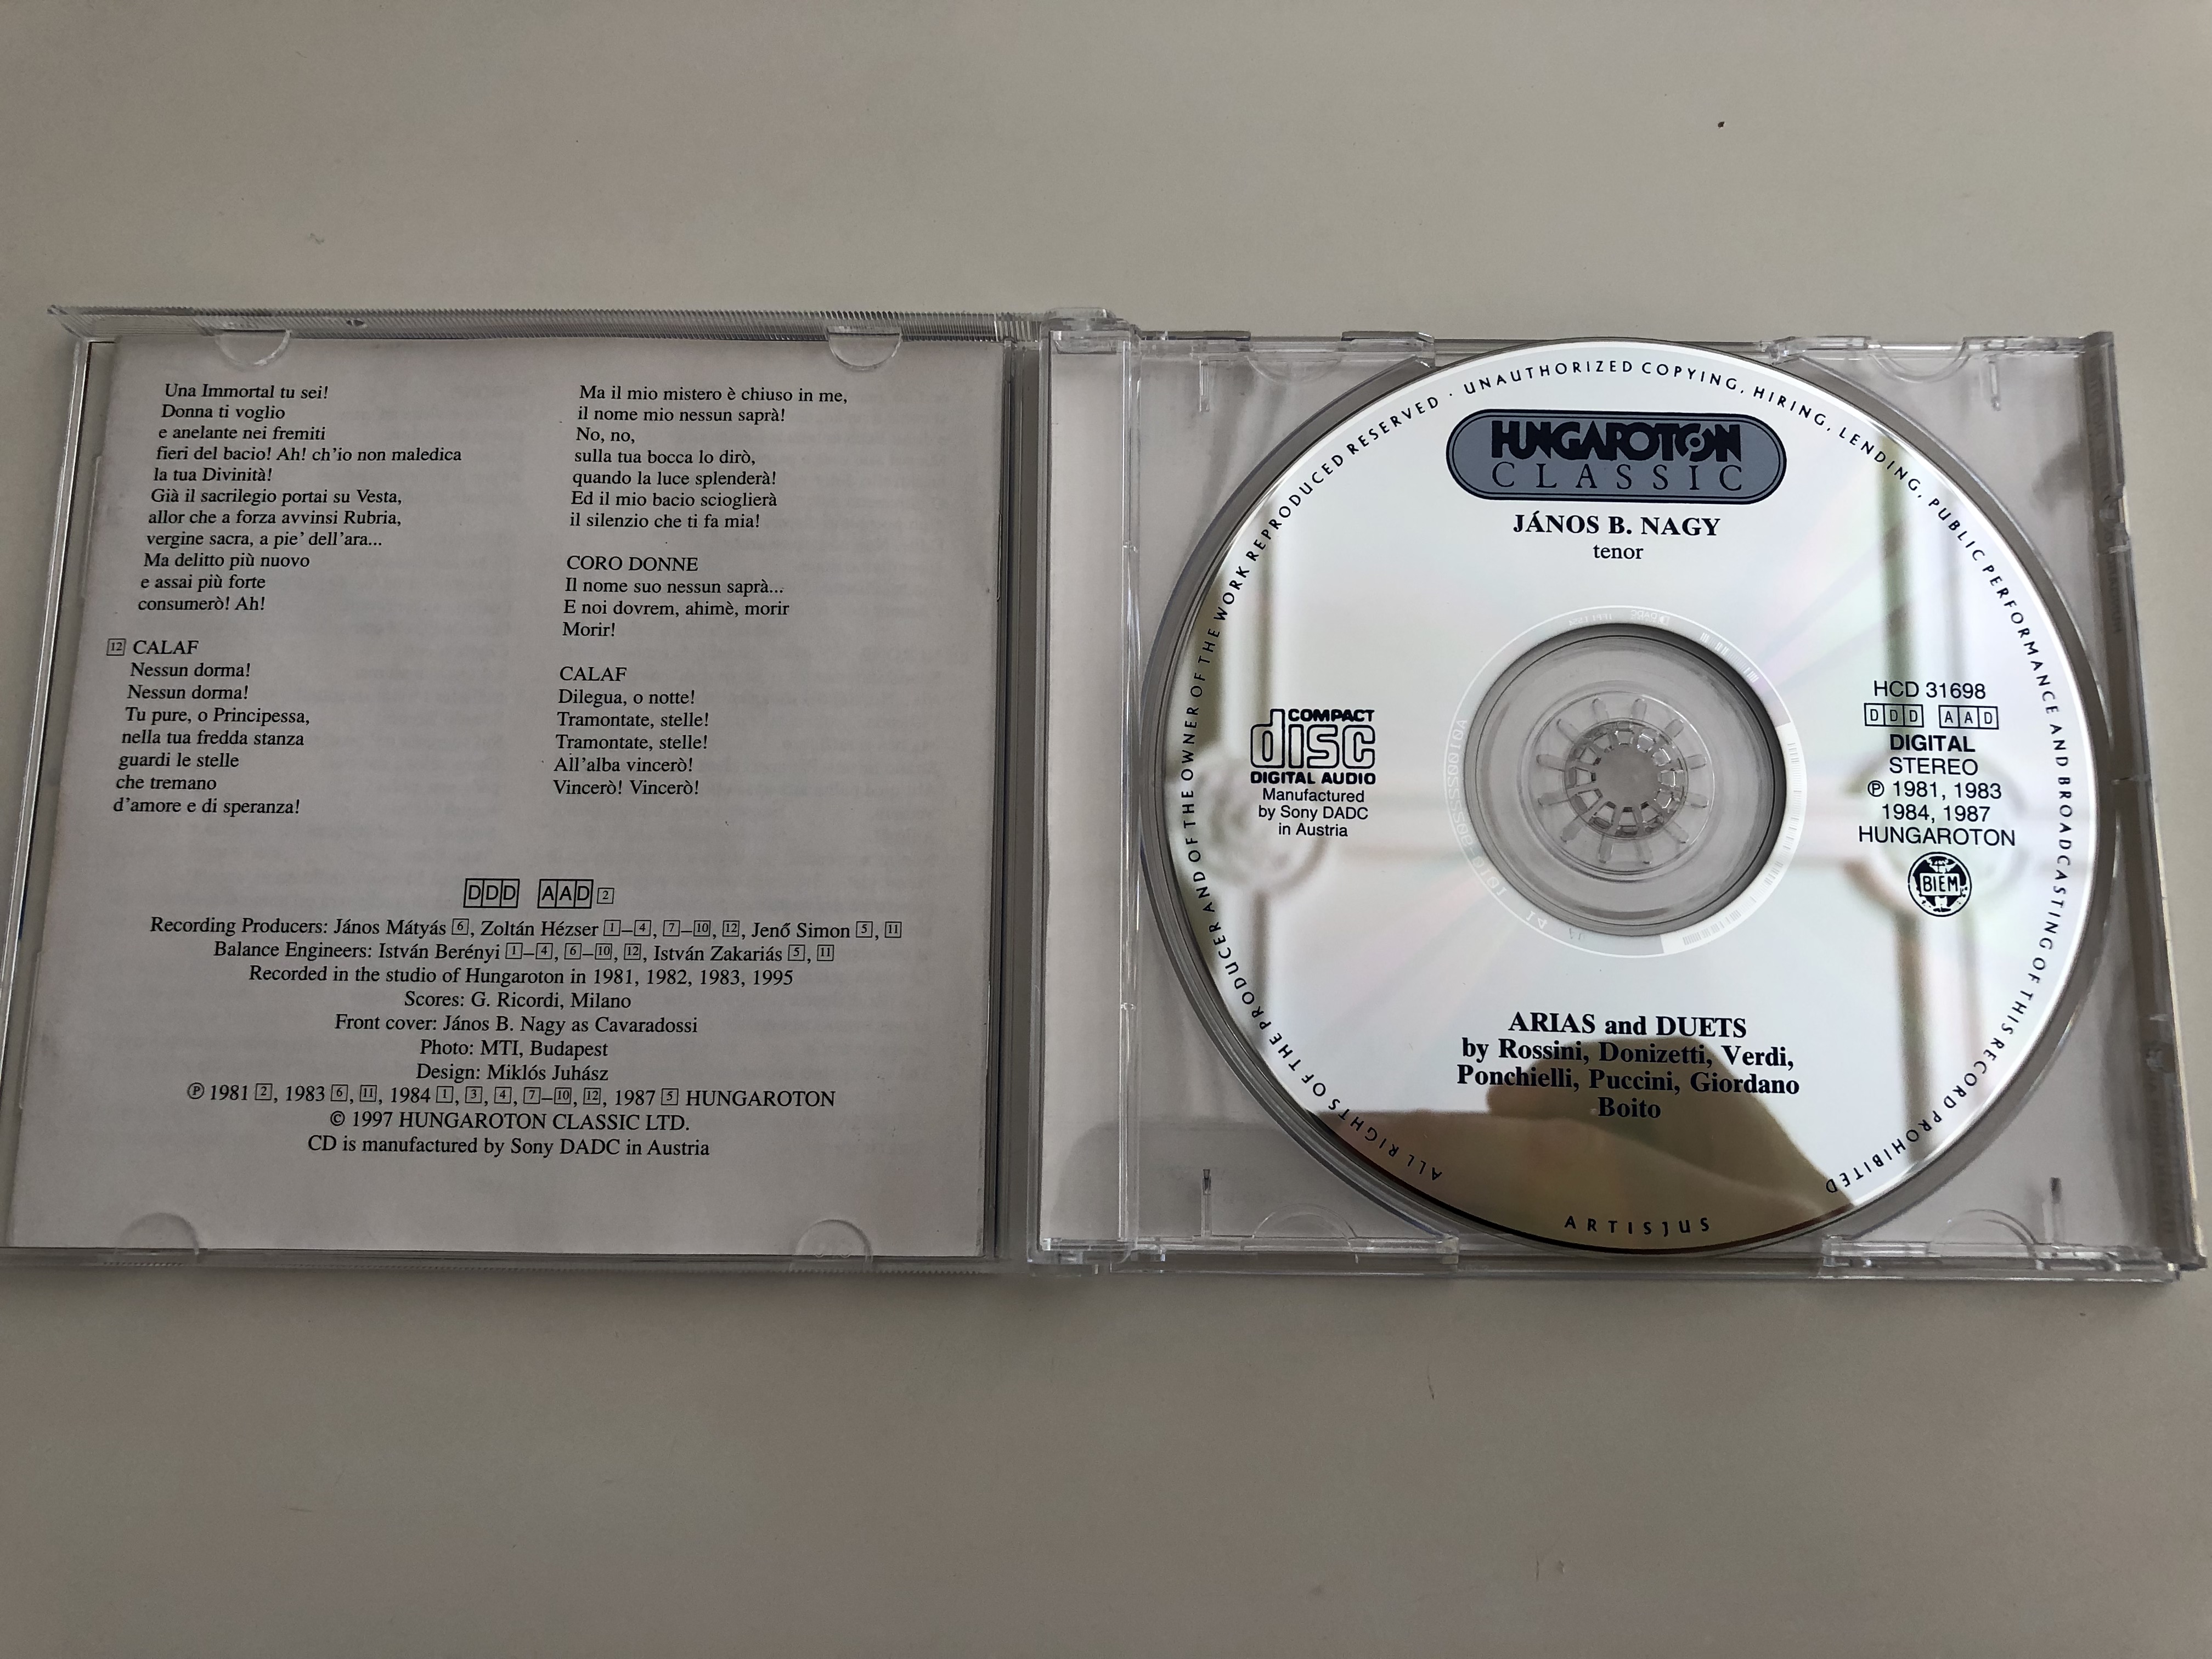 Una Immortal tu sei!
Donna ti voglio
e anelante nei fremiti
fieri del bacio! Ah! ch'io non maledica
la tua Divinità!
Già il sacrilegio portai su Vesta,
allor che a forza avvinsi Rubria,
vergine sacra, a pie' dell'ara...
Ma delitto più nuovo
e assai più forte
consumerò! Ah!
12 CALAF
Nessun dorma!
Nessun dorma!
Tu pure, o Principessa,
nella tua fredda stanza
guardi le stelle
che tremano
d'amore e di speranza!
Ma il mio mistero è chiuso in me,
il nome mio nessun saprà!
No, no,
sulla tua bocca lo dirò,
quando la luce splenderà!
Ed il mio bacio scioglierà
il silenzio che ti fa mia!
CORO DONNE
Il nome suo nessun saprà...
E noi dovrem, ahimè, morir
Morir!
CALAF
Dilegua, o notte!
Tramontate, stelle!
Tramontate, stelle!
All'alba vincerò!
Vincerò! Vincerò!
DDD AAD 2
Recording Producers: János Mátyás 6, Zoltán Hézser 1–4, 7–10, 12, Jenő Simon 5, 11
Balance Engineers: István Berényi 1–4, 6–10, 12, István Zakariás 5, 11
Recorded in the studio of Hungaroton in 1981, 1982, 1983, 1995
Scores: G. Ricordi, Milano
Front cover: János B. Nagy as Cavaradossi
Photo: MTI, Budapest
Design: Miklós Juhász
℗ 1981 2, 1983 6, 11, 1984 1, 3, 4, 7–10, 12, 1987 5 HUNGAROTON
© 1997 HUNGAROTON CLASSIC LTD.
CD is manufactured by Sony DADC in Austria
ALL RIGHTS OF THE PRODUCER AND OF THE OWNER OF THE WORK REPRODUCED RESERVED · UNAUTHORIZED COPYING, HIRING, LENDING, PUBLIC PERFORMANCE AND BROADCASTING OF THIS RECORD PROHIBITED
HUNGAROTON
CLASSIC
JÁNOS B. NAGY
tenor
COMPACT
disc
DIGITAL AUDIO
Manufactured
by Sony DADC
in Austria
HCD 31698
DDD AAD
DIGITAL
STEREO
℗ 1981, 1983
1984, 1987
HUNGAROTON
BIEM
ARIAS and DUETS
by Rossini, Donizetti, Verdi,
Ponchielli, Puccini, Giordano
Boito
ARTISJUS